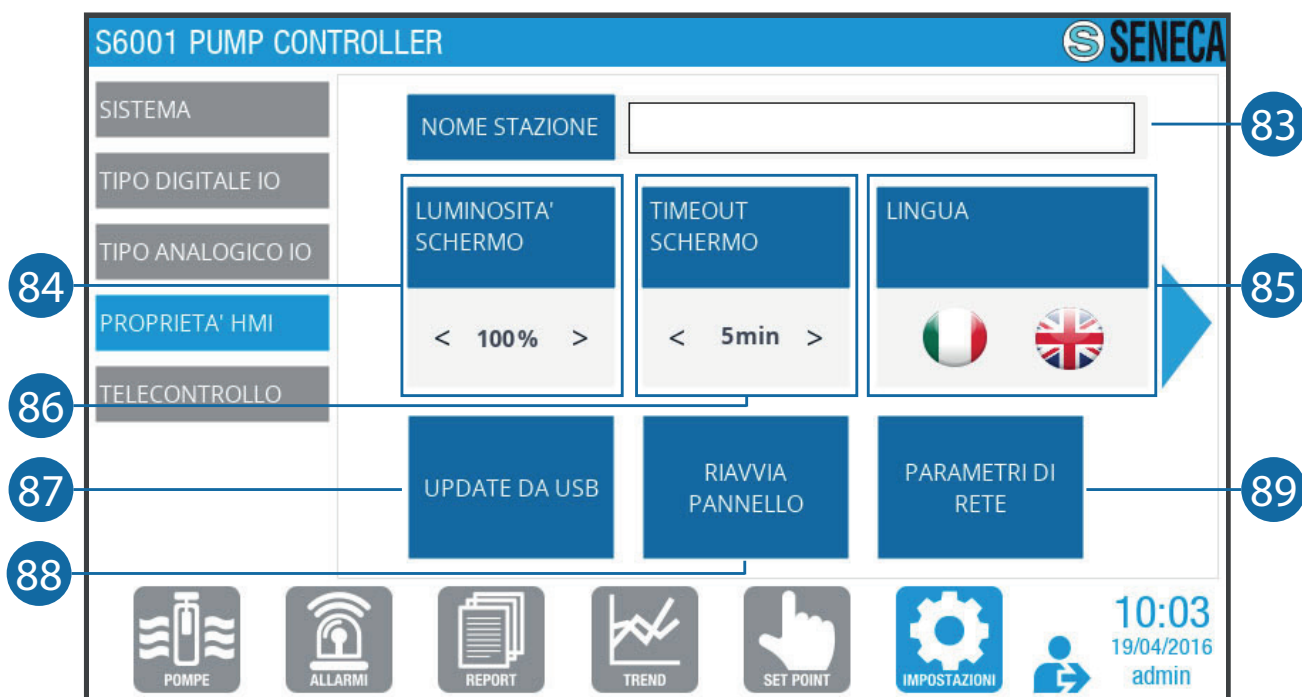 S6001 PUMP CONTROLLER
S SENECA
SISTEMA
TIPO DIGITALE IO
TIPO ANALOGICO IO
PROPRIETA' HMI
TELECONTROLLO
NOME STAZIONE
83
84
LUMINOSITA'
SCHERMO
< 100% >
TIMEOUT
SCHERMO
< 5min >
LINGUA
85
86
87
UPDATE DA USB
RIAVVIA
PANNELLO
PARAMETRI DI
RETE
89
88
POMPE
ALLARMI
REPORT
TREND
SET POINT
IMPOSTAZIONI
10:03
19/04/2016
admin